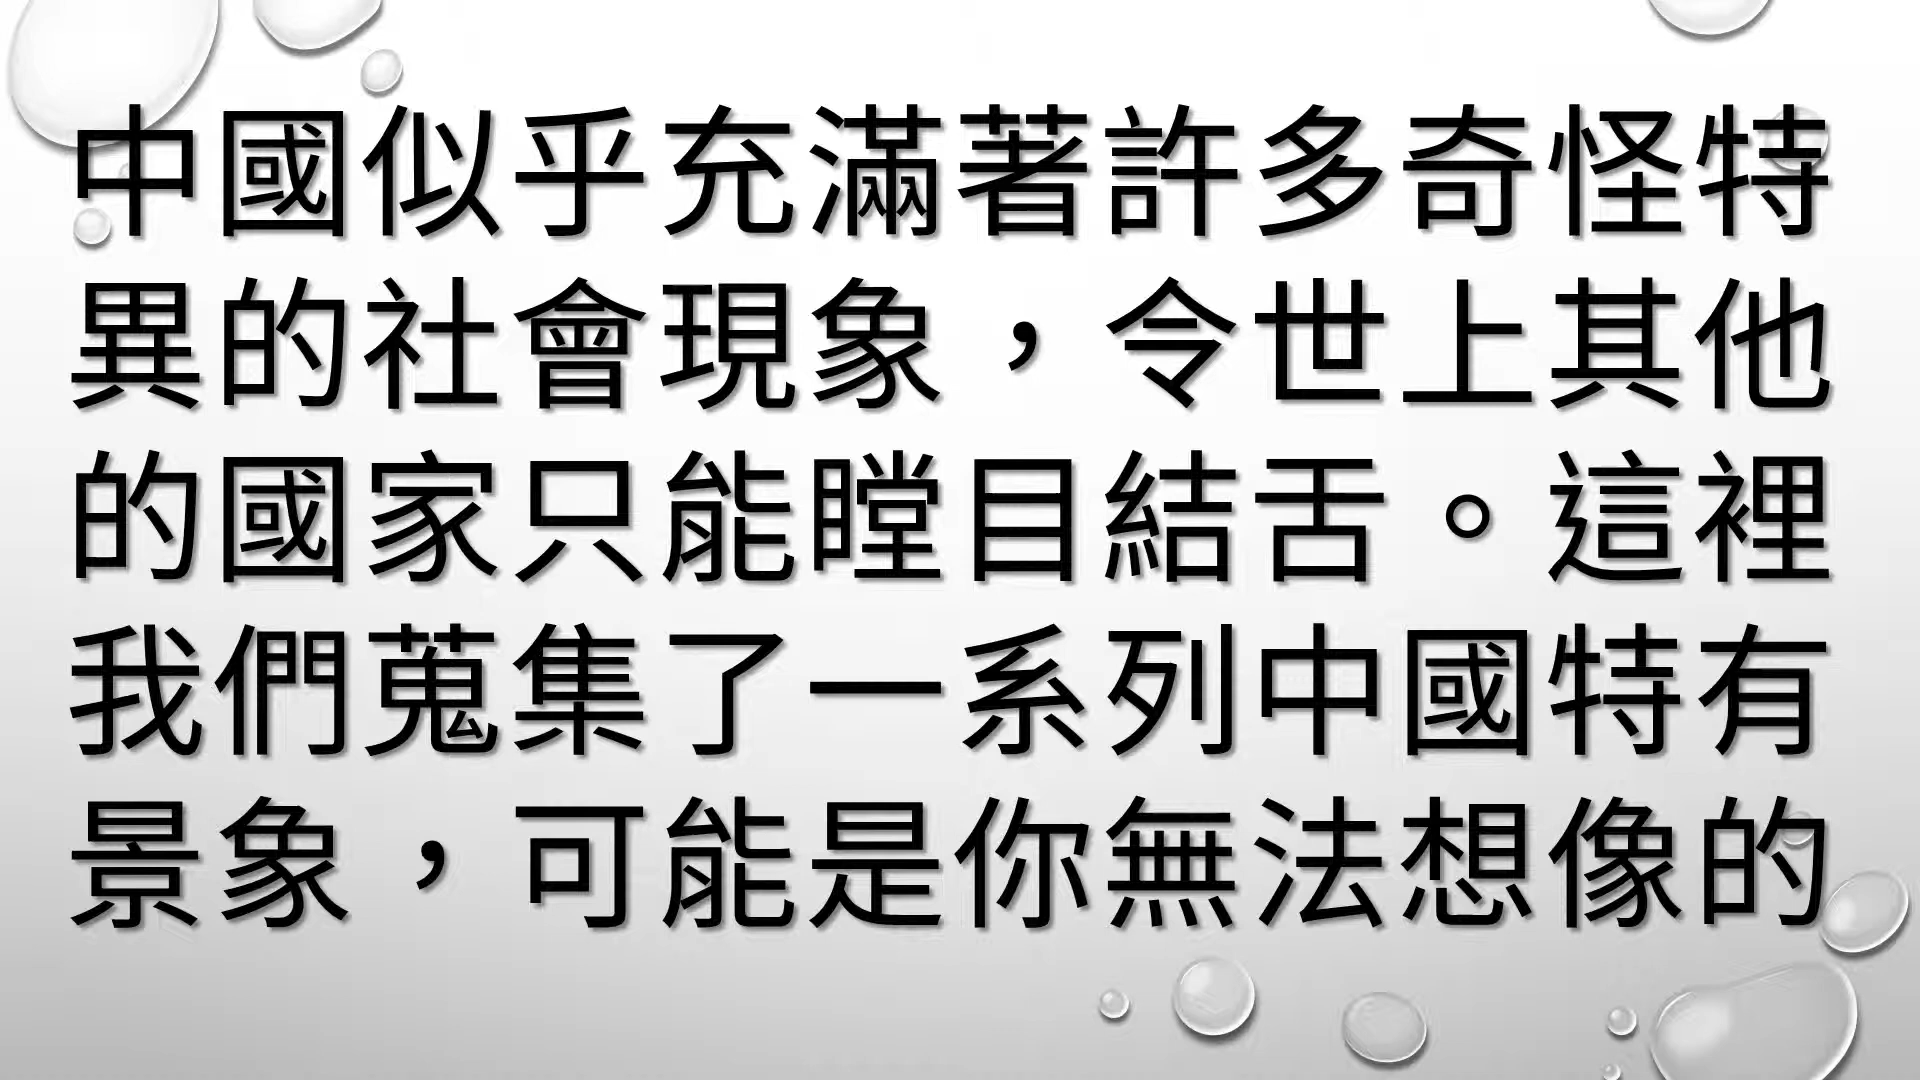 中國似乎充滿著許多奇怪特
異的社會現象，令世上其他
的國家只能瞠目結舌。這裡
我們蒐集了一系列中國特有
景象，可能是你無法想像的